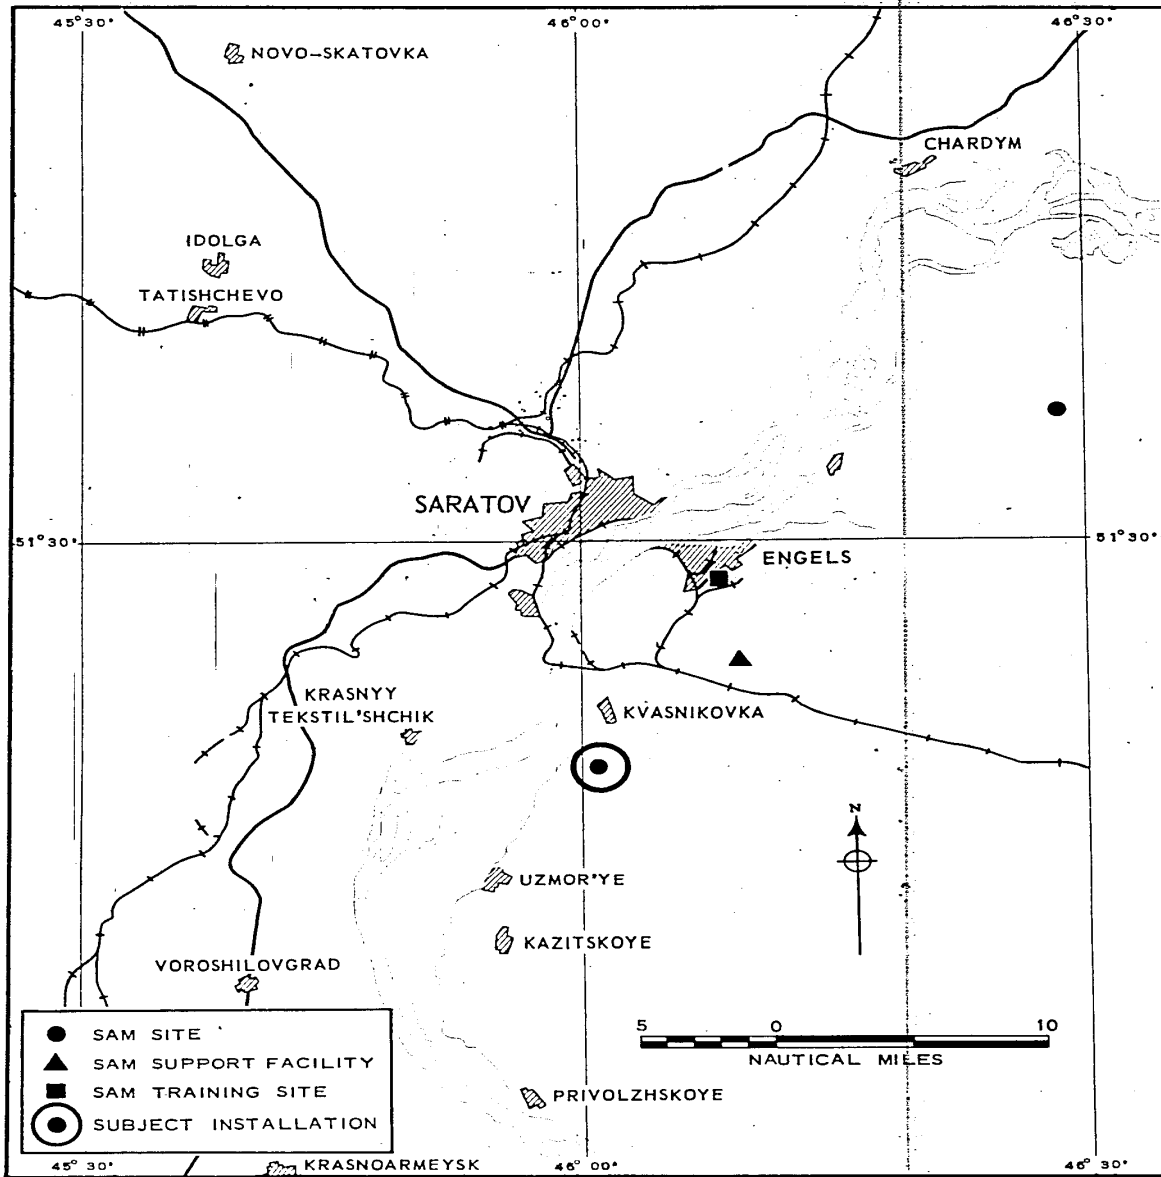 45°30'
46°00'
46°30'
NOVO-SKATOVKA
CHARDYM
IDOLGA
TATISHCHEVO
SARATOV
51°30'
51°30'
ENGELS
KRASNYY
TEKSTIL'SHCHIK
KVASNIKOVKA
N
UZMOR'YE
KAZITSKOYE
VOROSHILOVGRAD
SAM SITE
SAM SUPPORT FACILITY
SAM TRAINING SITE
SUBJECT INSTALLATION
5 0 10
NAUTICAL MILES
PRIVOLZHSKOYE
KRASNOARMEYSK
45°30'
46°00'
46°30'